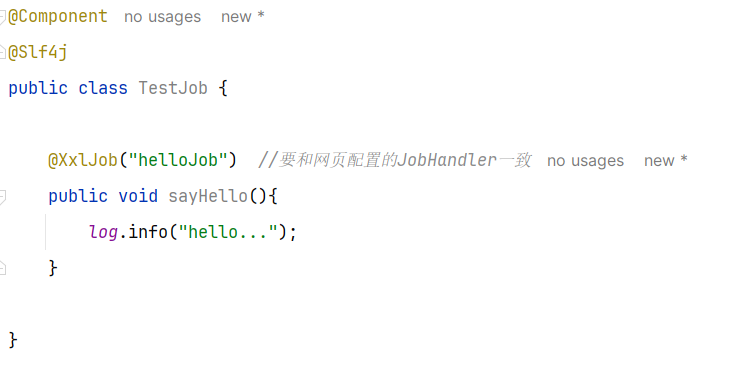 @Component no usages new *
@Slf4j
public class TestJob {
@XxlJob("helloJob") //要和网页配置的JobHandler一致 no usages new *
public void sayHello(){
log.info("hello...");
}
}